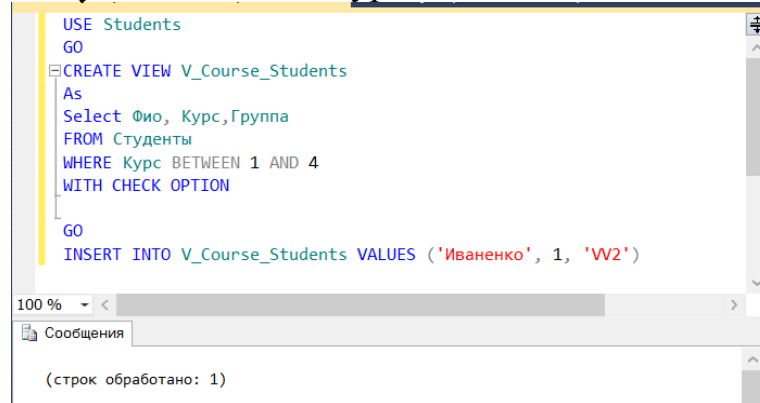 USE Students
GO
CREATE VIEW V_Course_Students
As
Select Фио, Курс,Группа
FROM Студенты
WHERE Курс BETWEEN 1 AND 4
WITH CHECK OPTION
GO
INSERT INTO V_Course_Students VALUES ('Иваненко', 1, 'VV2')
100 %
Сообщения
(строк обработано: 1)